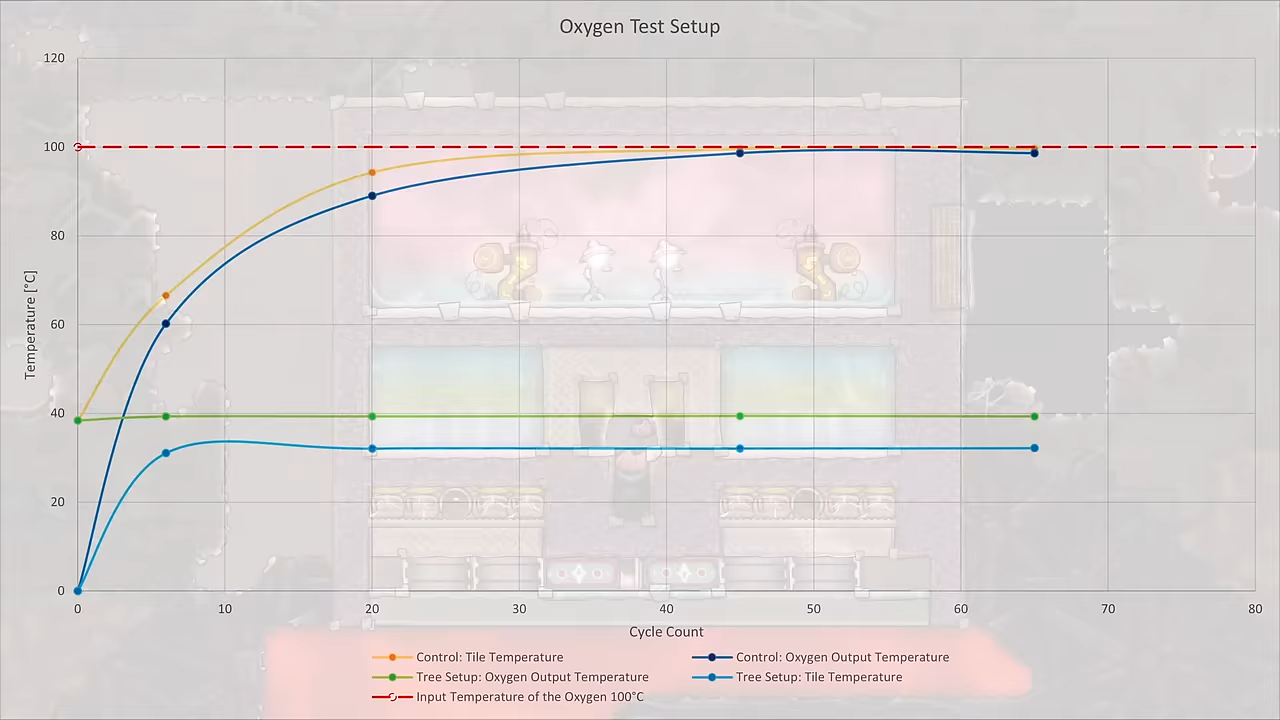 Oxygen Test Setup
120
100
80
60
40
20
0
Temperature [°C]
0 10 20 30 40 50 60 70 80
Cycle Count
Control: Tile Temperature
Control: Oxygen Output Temperature
Tree Setup: Oxygen Output Temperature
Tree Setup: Tile Temperature
Input Temperature of the Oxygen 100°C